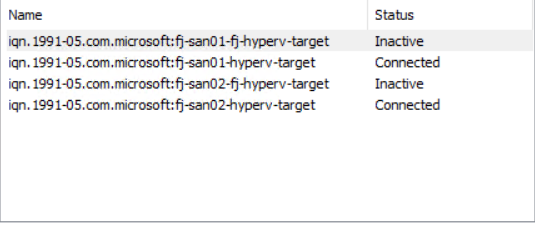 Name Status
iqn.1991-05.com.microsoft:fj-san01-fj-hyperv-target Inactive
iqn.1991-05.com.microsoft:fj-san01-hyperv-target Connected
iqn.1991-05.com.microsoft:fj-san02-fj-hyperv-target Inactive
iqn.1991-05.com.microsoft:fj-san02-hyperv-target Connected